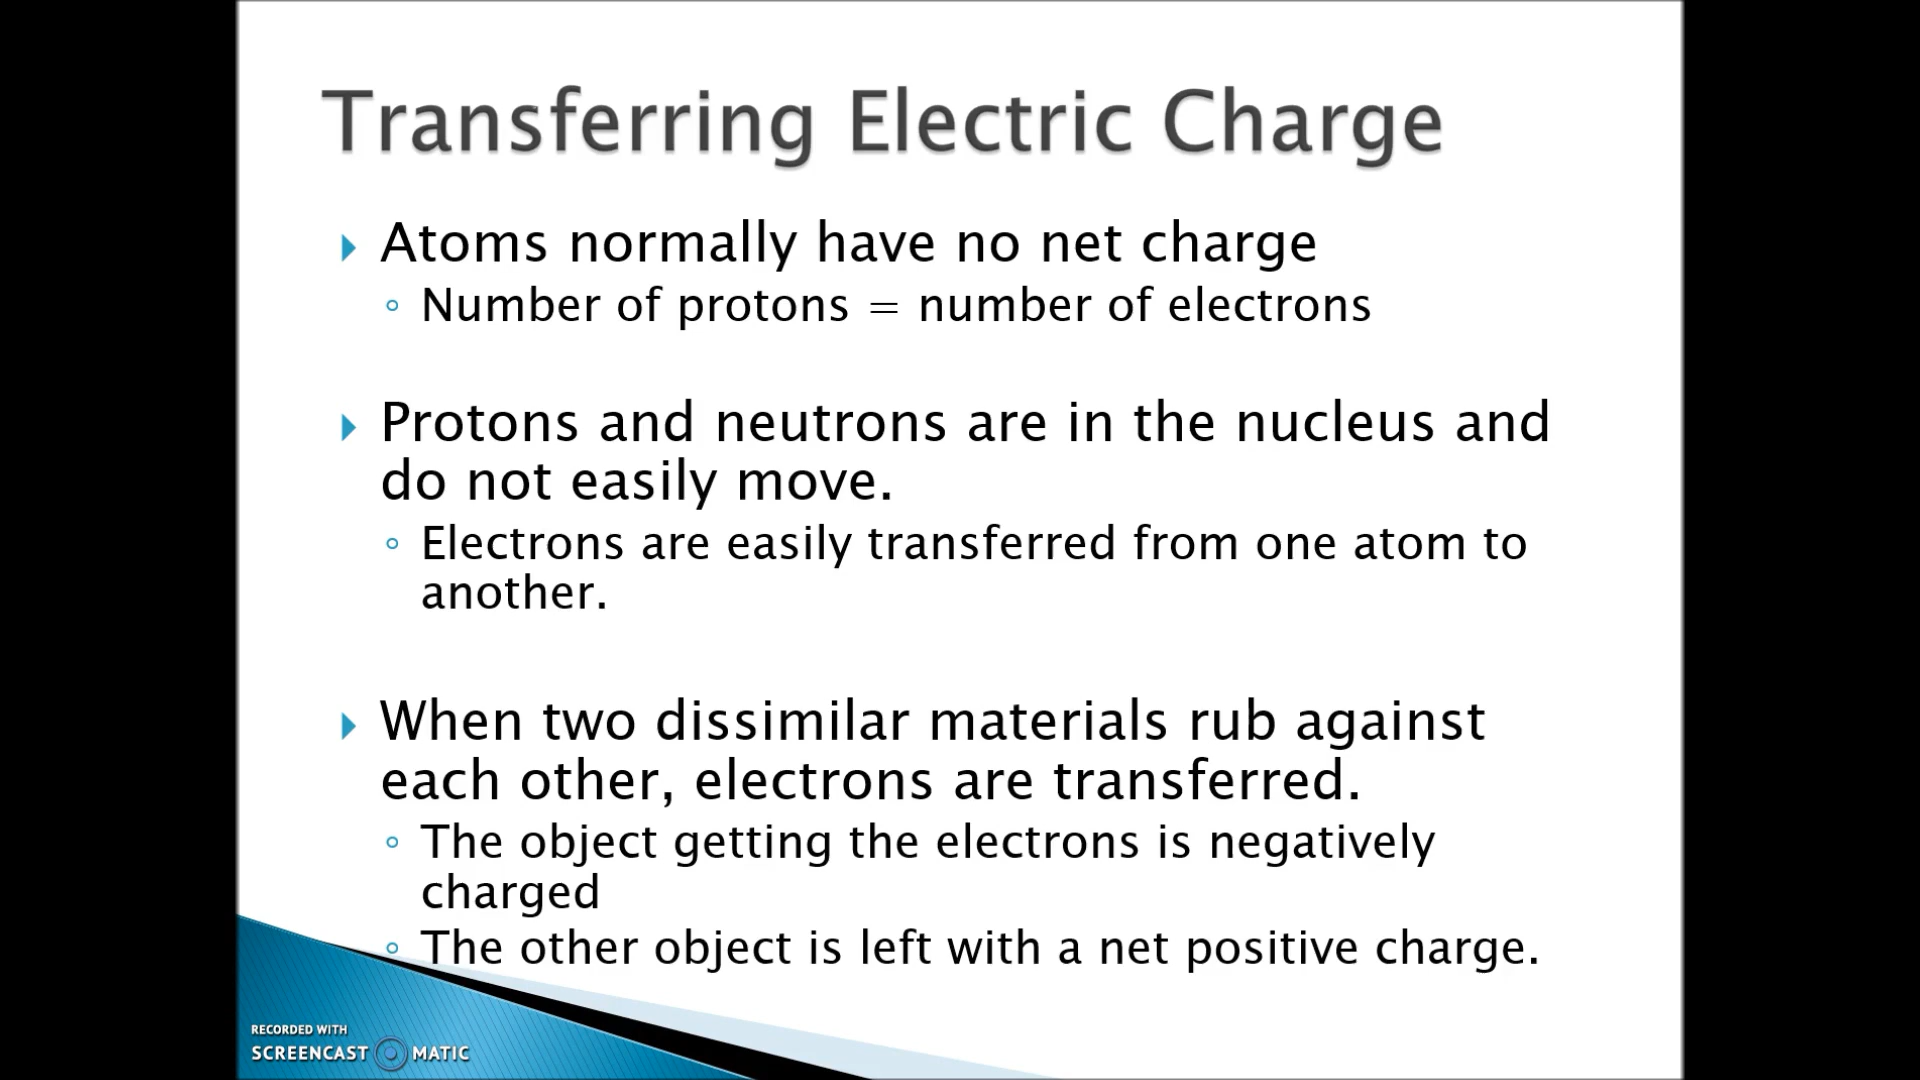 Transferring Electric Charge
Atoms normally have no net charge
Number of protons = number of electrons
Protons and neutrons are in the nucleus and
do not easily move.
Electrons are easily transferred from one atom to
another.
When two dissimilar materials rub against
each other, electrons are transferred.
The object getting the electrons is negatively
charged
The other object is left with a net positive charge.
RECORDED WITH
SCREENCAST MATIC